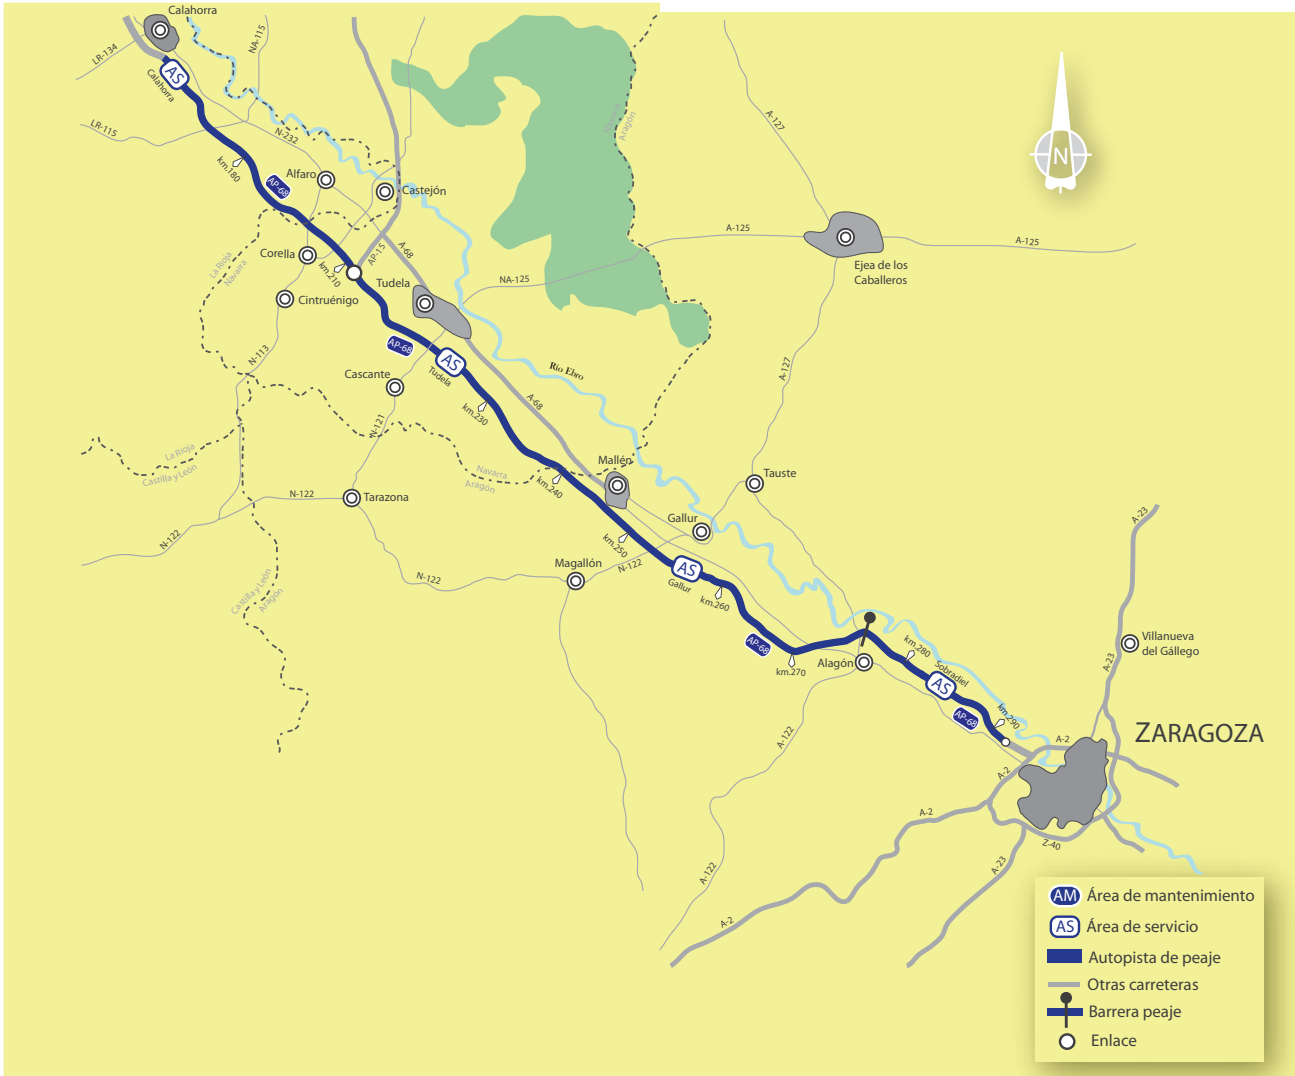 Calahorra
LR-134
NA-115
AS
Calahorra
LR-115
N-232
km.180
AP-68
Alfaro
Castejón
Navarra
Aragón
A-127
N
La Rioja
Navarra
Corella
km.210
AP-15
A-68
Tudela
NA-125
A-125
A-125
Ejea de los
Caballeros
Cintruénigo
AP-68
AS
Tudela
Río Ebro
N-113
Cascante
A-127
km.230
A-68
N-121
La Rioja
Castilla y León
Navarra
Aragón
km.240
Mallén
Tauste
N-122
Tarazona
Gallur
A-23
N-122
km.250
Magallón
N-122
N-122
AS
Gallur
km.260
Castilla y León
Aragón
AP-68
km.270
Alagón
km.280
Sobradiel
AS
AP-68
km.290
Villanueva
del Gállego
A-23
ZARAGOZA
A-2
A-122
A-2
A-2
Z-40
A-23
A-122
A-2
AM Área de mantenimiento
AS Área de servicio
Autopista de peaje
Otras carreteras
Barrera peaje
Enlace